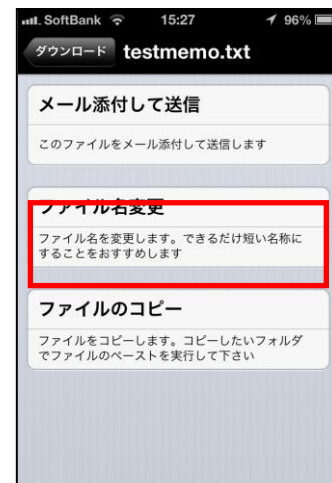 SoftBank 15:27 96%
ダウンロード testmemo.txt
メール添付して送信
このファイルをメール添付して送信します
ファイル名変更
ファイル名を変更します。できるだけ短い名称に
することをおすすめします
ファイルのコピー
ファイルをコピーします。コピーしたいフォルダ
でファイルのペーストを実行して下さい